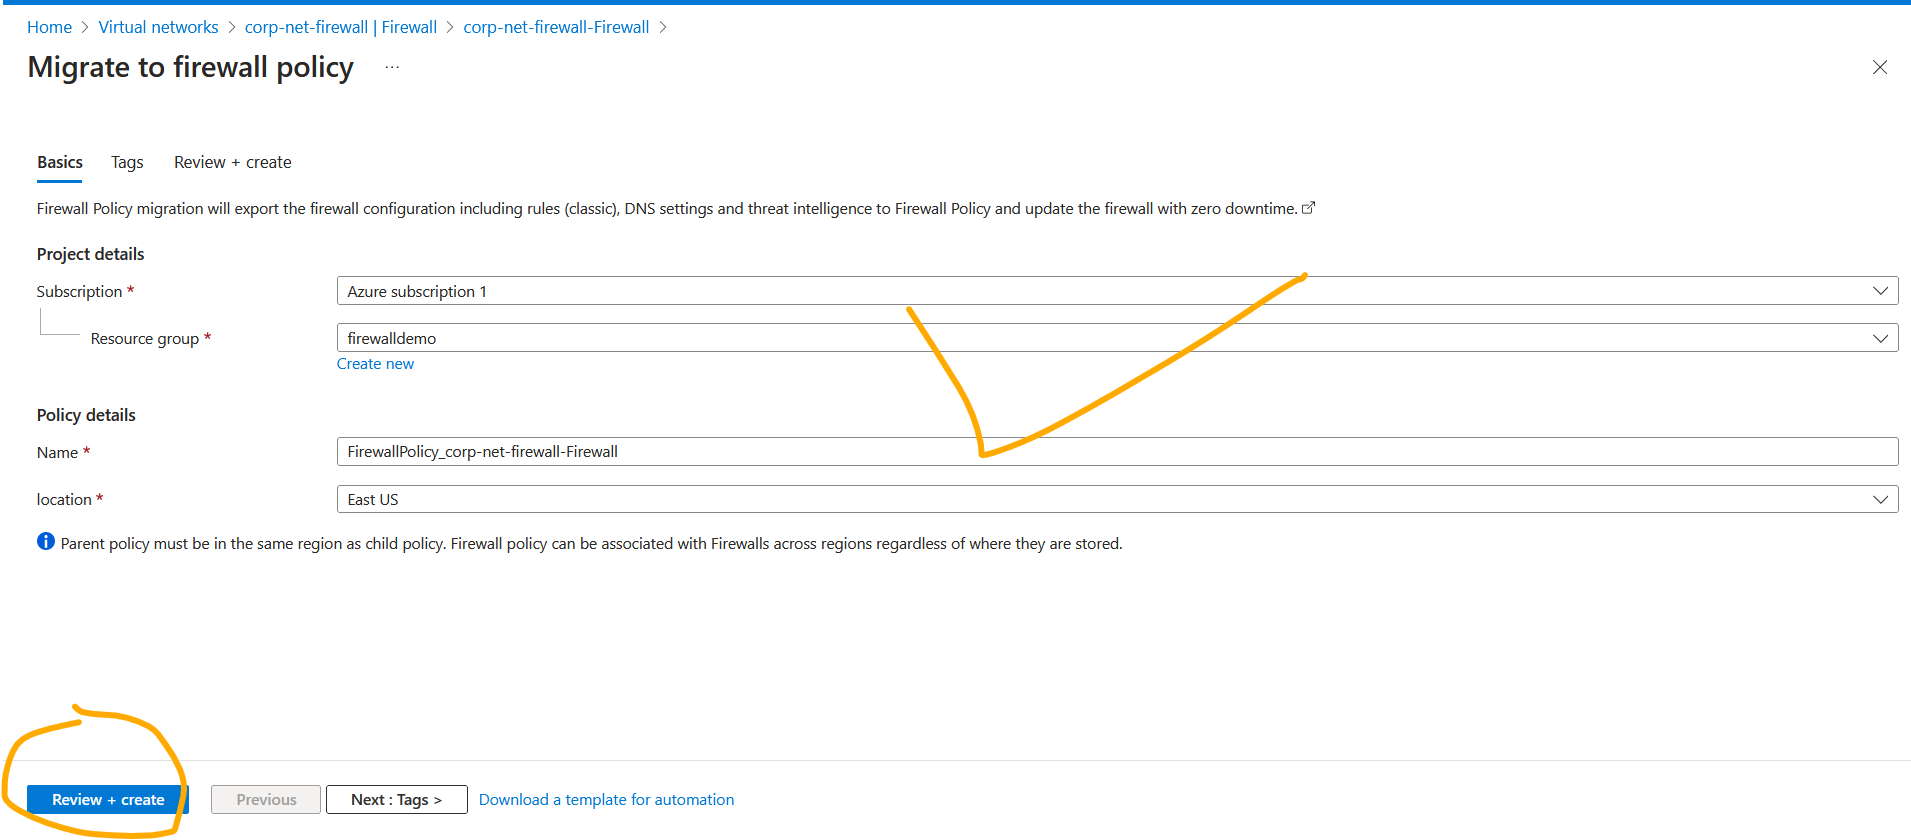 Home > Virtual networks > corp-net-firewall | Firewall > corp-net-firewall-Firewall >
Migrate to firewall policy ...
Basics Tags Review + create
Firewall Policy migration will export the firewall configuration including rules (classic), DNS settings and threat intelligence to Firewall Policy and update the firewall with zero downtime.
Project details
Subscription * Azure subscription 1
Resource group * firewalldemo
Create new
Policy details
Name * FirewallPolicy_corp-net-firewall-Firewall
location * East US
Parent policy must be in the same region as child policy. Firewall policy can be associated with Firewalls across regions regardless of where they are stored.
Review + create Previous Next : Tags > Download a template for automation